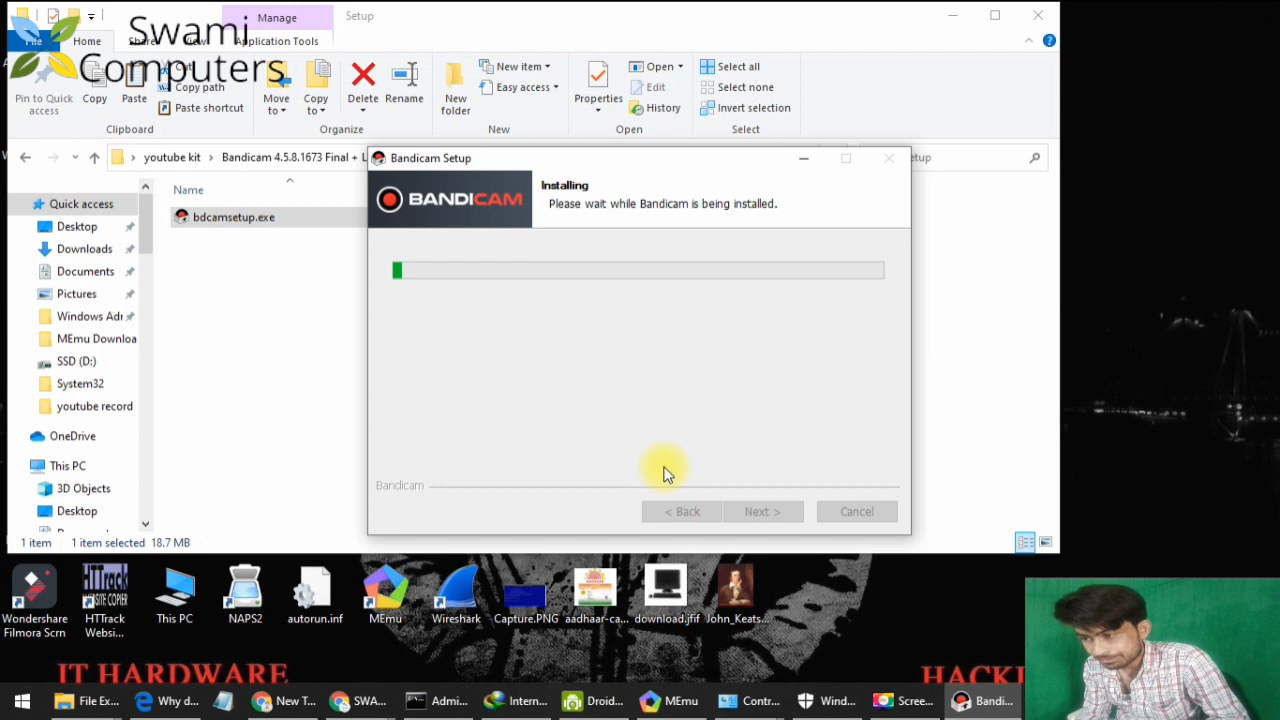 Manage
Setup
Swami
Computers
File
Home
Share
View
Application Tools
Pin to Quick
access
Copy
Paste
Cut
Copy path
Paste shortcut
Clipboard
Move
to
Copy
to
Delete
Rename
Organize
New
folder
New item
Easy access
New
Properties
Open
Edit
History
Open
Select all
Select none
Invert selection
Select
youtube kit
Bandicam 4.5.8.1673 Final + L
Name
bdcamsetup.exe
Quick access
Desktop
Downloads
Documents
Pictures
Windows Adr
MEmu Downloa
SSD (D:)
System32
youtube record
OneDrive
This PC
3D Objects
Desktop
1 item
1 item selected 18.7 MB
Bandicam Setup
BANDICAM
Installing
Please wait while Bandicam is being installed.
Bandicam
< Back
Next >
Cancel
Wondershare
Filmora Scrn
HTTrack
WEBSITE COPIER
HTTrack
Websi...
This PC
NAPS2
autorun.inf
MEmu
Wireshark
Capture.PNG
aadhaar-ca...
download.jfif
John_Keats...
IT HARDWARE
HACKI
File Ex...
Why d...
New T...
SWA...
Admi...
Intern...
Droid...
MEmu
Contr...
Wind...
Scree...
Bandi...